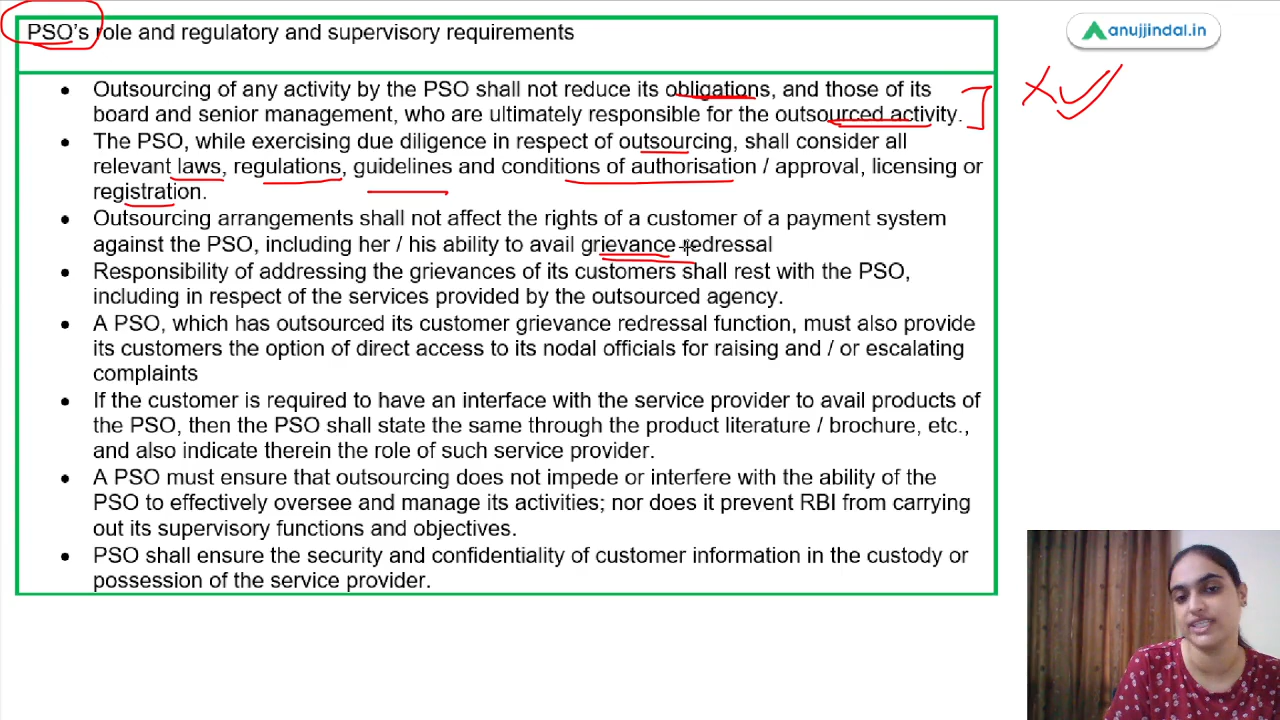 PSO's role and regulatory and supervisory requirements
anujjindal.in
• Outsourcing of any activity by the PSO shall not reduce its obligations, and those of its
board and senior management, who are ultimately responsible for the outsourced activity.
• The PSO, while exercising due diligence in respect of outsourcing, shall consider all
relevant laws, regulations, guidelines and conditions of authorisation / approval, licensing or
registration.
• Outsourcing arrangements shall not affect the rights of a customer of a payment system
against the PSO, including her / his ability to avail grievance redressal
• Responsibility of addressing the grievances of its customers shall rest with the PSO,
including in respect of the services provided by the outsourced agency.
• A PSO, which has outsourced its customer grievance redressal function, must also provide
its customers the option of direct access to its nodal officials for raising and / or escalating
complaints
• If the customer is required to have an interface with the service provider to avail products of
the PSO, then the PSO shall state the same through the product literature / brochure, etc.,
and also indicate therein the role of such service provider.
• A PSO must ensure that outsourcing does not impede or interfere with the ability of the
PSO to effectively oversee and manage its activities; nor does it prevent RBI from carrying
out its supervisory functions and objectives.
• PSO shall ensure the security and confidentiality of customer information in the custody or
possession of the service provider.